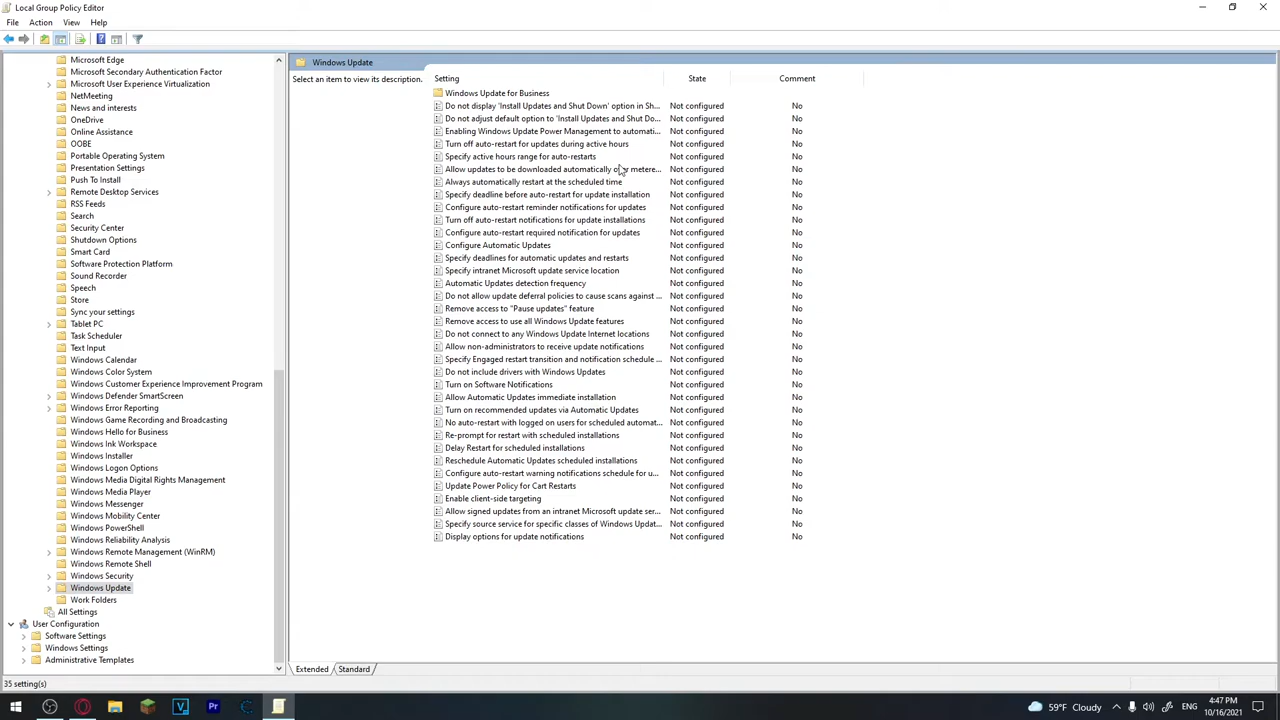 Local Group Policy Editor
File Action View Help
Microsoft Edge
Microsoft Secondary Authentication Factor
Microsoft User Experience Virtualization
NetMeeting
News and interests
OneDrive
Online Assistance
OOBE
Portable Operating System
Presentation Settings
Push To Install
Remote Desktop Services
RSS Feeds
Search
Security Center
Shutdown Options
Smart Card
Software Protection Platform
Sound Recorder
Speech
Store
Sync your settings
Tablet PC
Task Scheduler
Text Input
Windows Calendar
Windows Color System
Windows Customer Experience Improvement Program
Windows Defender SmartScreen
Windows Error Reporting
Windows Game Recording and Broadcasting
Windows Hello for Business
Windows Ink Workspace
Windows Installer
Windows Logon Options
Windows Media Digital Rights Management
Windows Media Player
Windows Messenger
Windows Mobility Center
Windows PowerShell
Windows Reliability Analysis
Windows Remote Management (WinRM)
Windows Remote Shell
Windows Security
Windows Update
Work Folders
All Settings
User Configuration
Software Settings
Windows Settings
Administrative Templates
Windows Update
Select an item to view its description.
Setting State Comment
Windows Update for Business
Do not display 'Install Updates and Shut Down' option in Sh... Not configured No
Do not adjust default option to 'Install Updates and Shut Do... Not configured No
Enabling Windows Update Power Management to automati... Not configured No
Turn off auto-restart for updates during active hours Not configured No
Specify active hours range for auto-restarts Not configured No
Allow updates to be downloaded automatically over metere... Not configured No
Always automatically restart at the scheduled time Not configured No
Specify deadline before auto-restart for update installation Not configured No
Configure auto-restart reminder notifications for updates Not configured No
Turn off auto-restart notifications for update installations Not configured No
Configure auto-restart required notification for updates Not configured No
Configure Automatic Updates Not configured No
Specify deadlines for automatic updates and restarts Not configured No
Specify intranet Microsoft update service location Not configured No
Automatic Updates detection frequency Not configured No
Do not allow update deferral policies to cause scans against ... Not configured No
Remove access to "Pause updates" feature Not configured No
Remove access to use all Windows Update features Not configured No
Do not connect to any Windows Update Internet locations Not configured No
Allow non-administrators to receive update notifications Not configured No
Specify Engaged restart transition and notification schedule ... Not configured No
Do not include drivers with Windows Updates Not configured No
Turn on Software Notifications Not configured No
Allow Automatic Updates immediate installation Not configured No
Turn on recommended updates via Automatic Updates Not configured No
No auto-restart with logged on users for scheduled automat... Not configured No
Re-prompt for restart with scheduled installations Not configured No
Delay Restart for scheduled installations Not configured No
Reschedule Automatic Updates scheduled installations Not configured No
Configure auto-restart warning notifications schedule for u... Not configured No
Update Power Policy for Cart Restarts Not configured No
Enable client-side targeting Not configured No
Allow signed updates from an intranet Microsoft update ser... Not configured No
Specify source service for specific classes of Windows Updat... Not configured No
Display options for update notifications Not configured No
Extended Standard
35 setting(s)
59°F Cloudy ENG 4:47 PM
10/16/2021